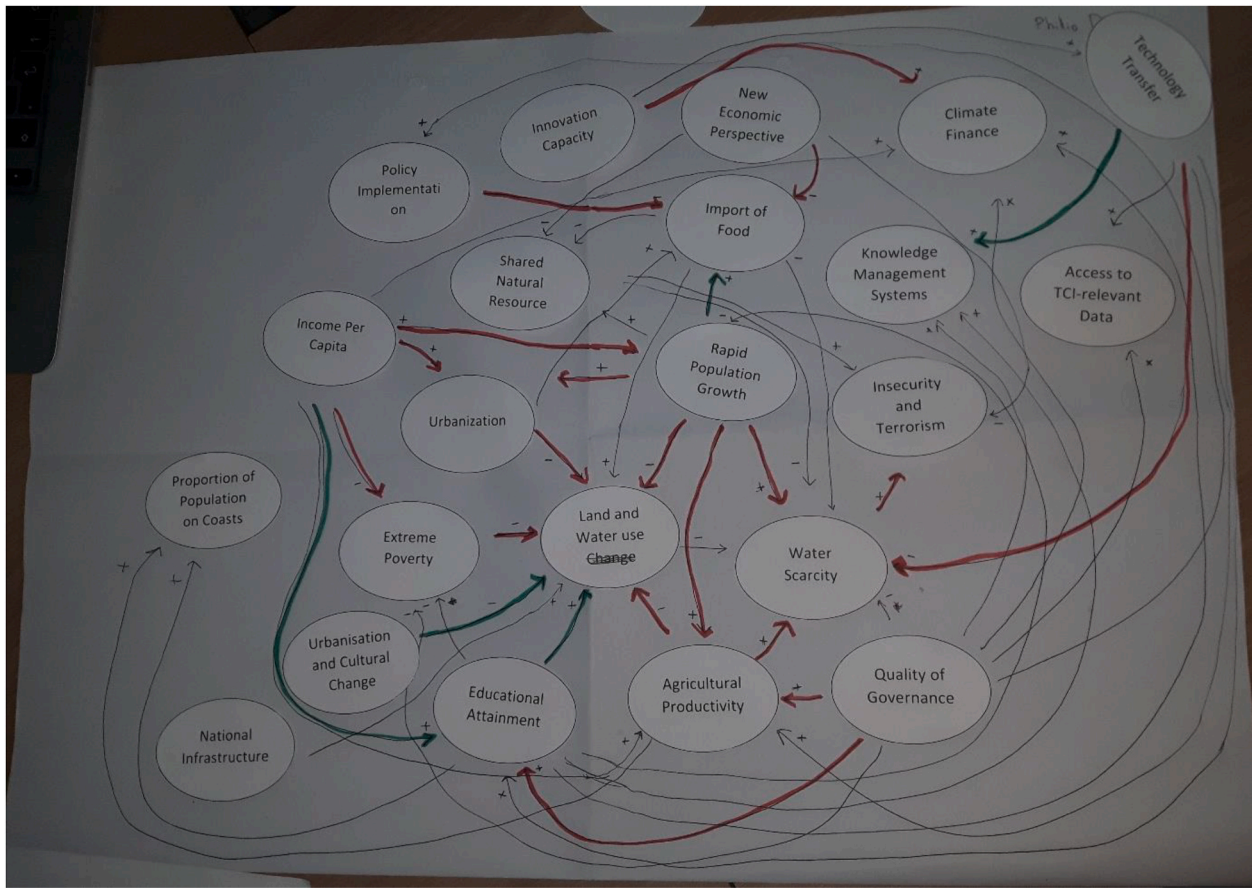 Philip
Technology
Transfer
Innovation
Capacity
New
Economic
Perspective
Climate
Finance
Policy
Implementati
on
Import of
Food
Shared
Natural
Resource
Knowledge
Management
Systems
Access to
TCI-relevant
Data
Income Per
Capita
Rapid
Population
Growth
Urbanization
Insecurity
and
Terrorism
Proportion of
Population
on Coasts
Extreme
Poverty
Land and
Water use
Change
Water
Scarcity
Urbanisation
and Cultural
Change
Educational
Attainment
Agricultural
Productivity
Quality of
Governance
National
Infrastructure